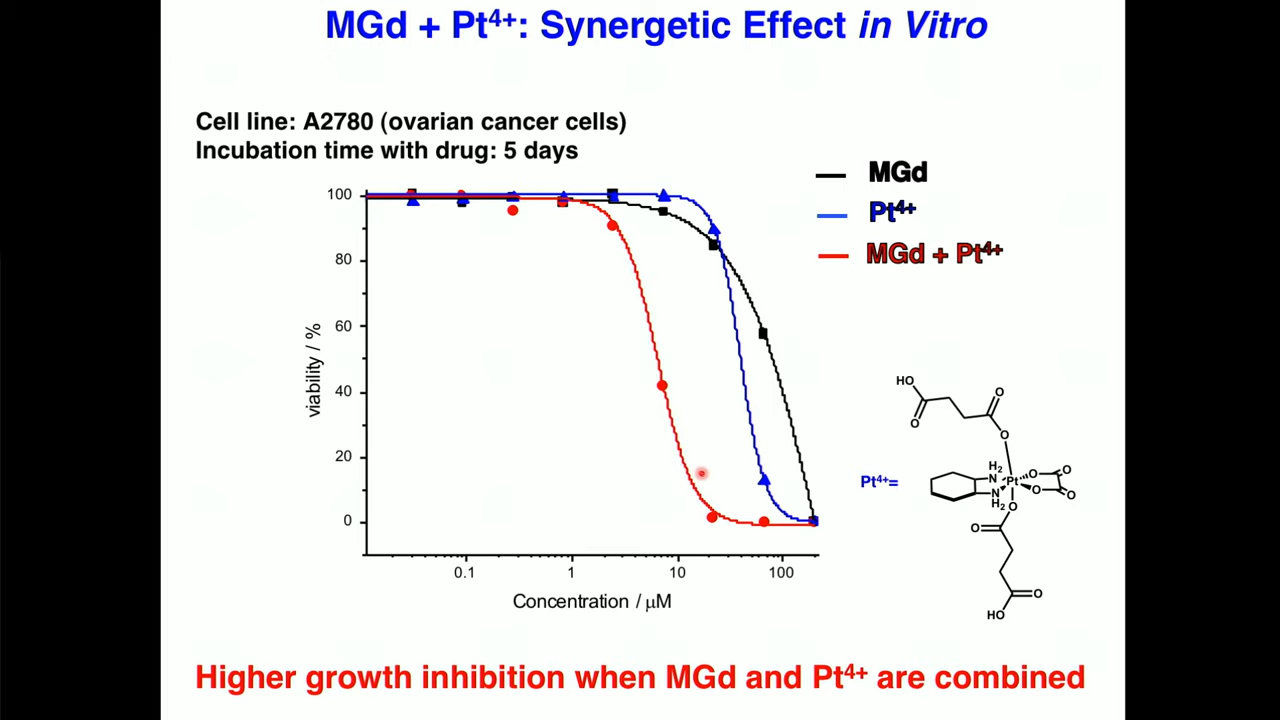 MGd + Pt⁴⁺: Synergetic Effect in Vitro
Cell line: A2780 (ovarian cancer cells)
Incubation time with drug: 5 days
MGd
Pt⁴⁺
MGd + Pt⁴⁺
100
80
60
40
20
0
viability / %
0.1 1 10 100
Concentration / µM
Pt⁴⁺=
HO
O
O
O
H₂
N
Pt
O
O
N
H₂
O
O
O
O
O
HO
Higher growth inhibition when MGd and Pt⁴⁺ are combined